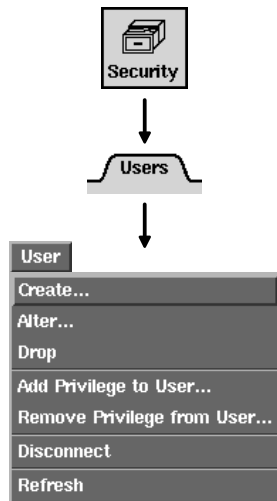 Security
Users
User
Create...
Alter...
Drop
Add Privilege to User...
Remove Privilege from User...
Disconnect
Refresh